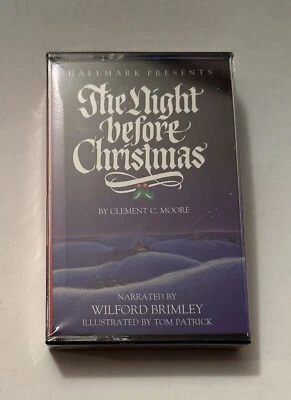 HALLMARK PRESENTS
The Night
before
Christmas
BY CLEMENT C. MOORE
NARRATED BY
WILFORD BRIMLEY
ILLUSTRATED BY TOM PATRICK